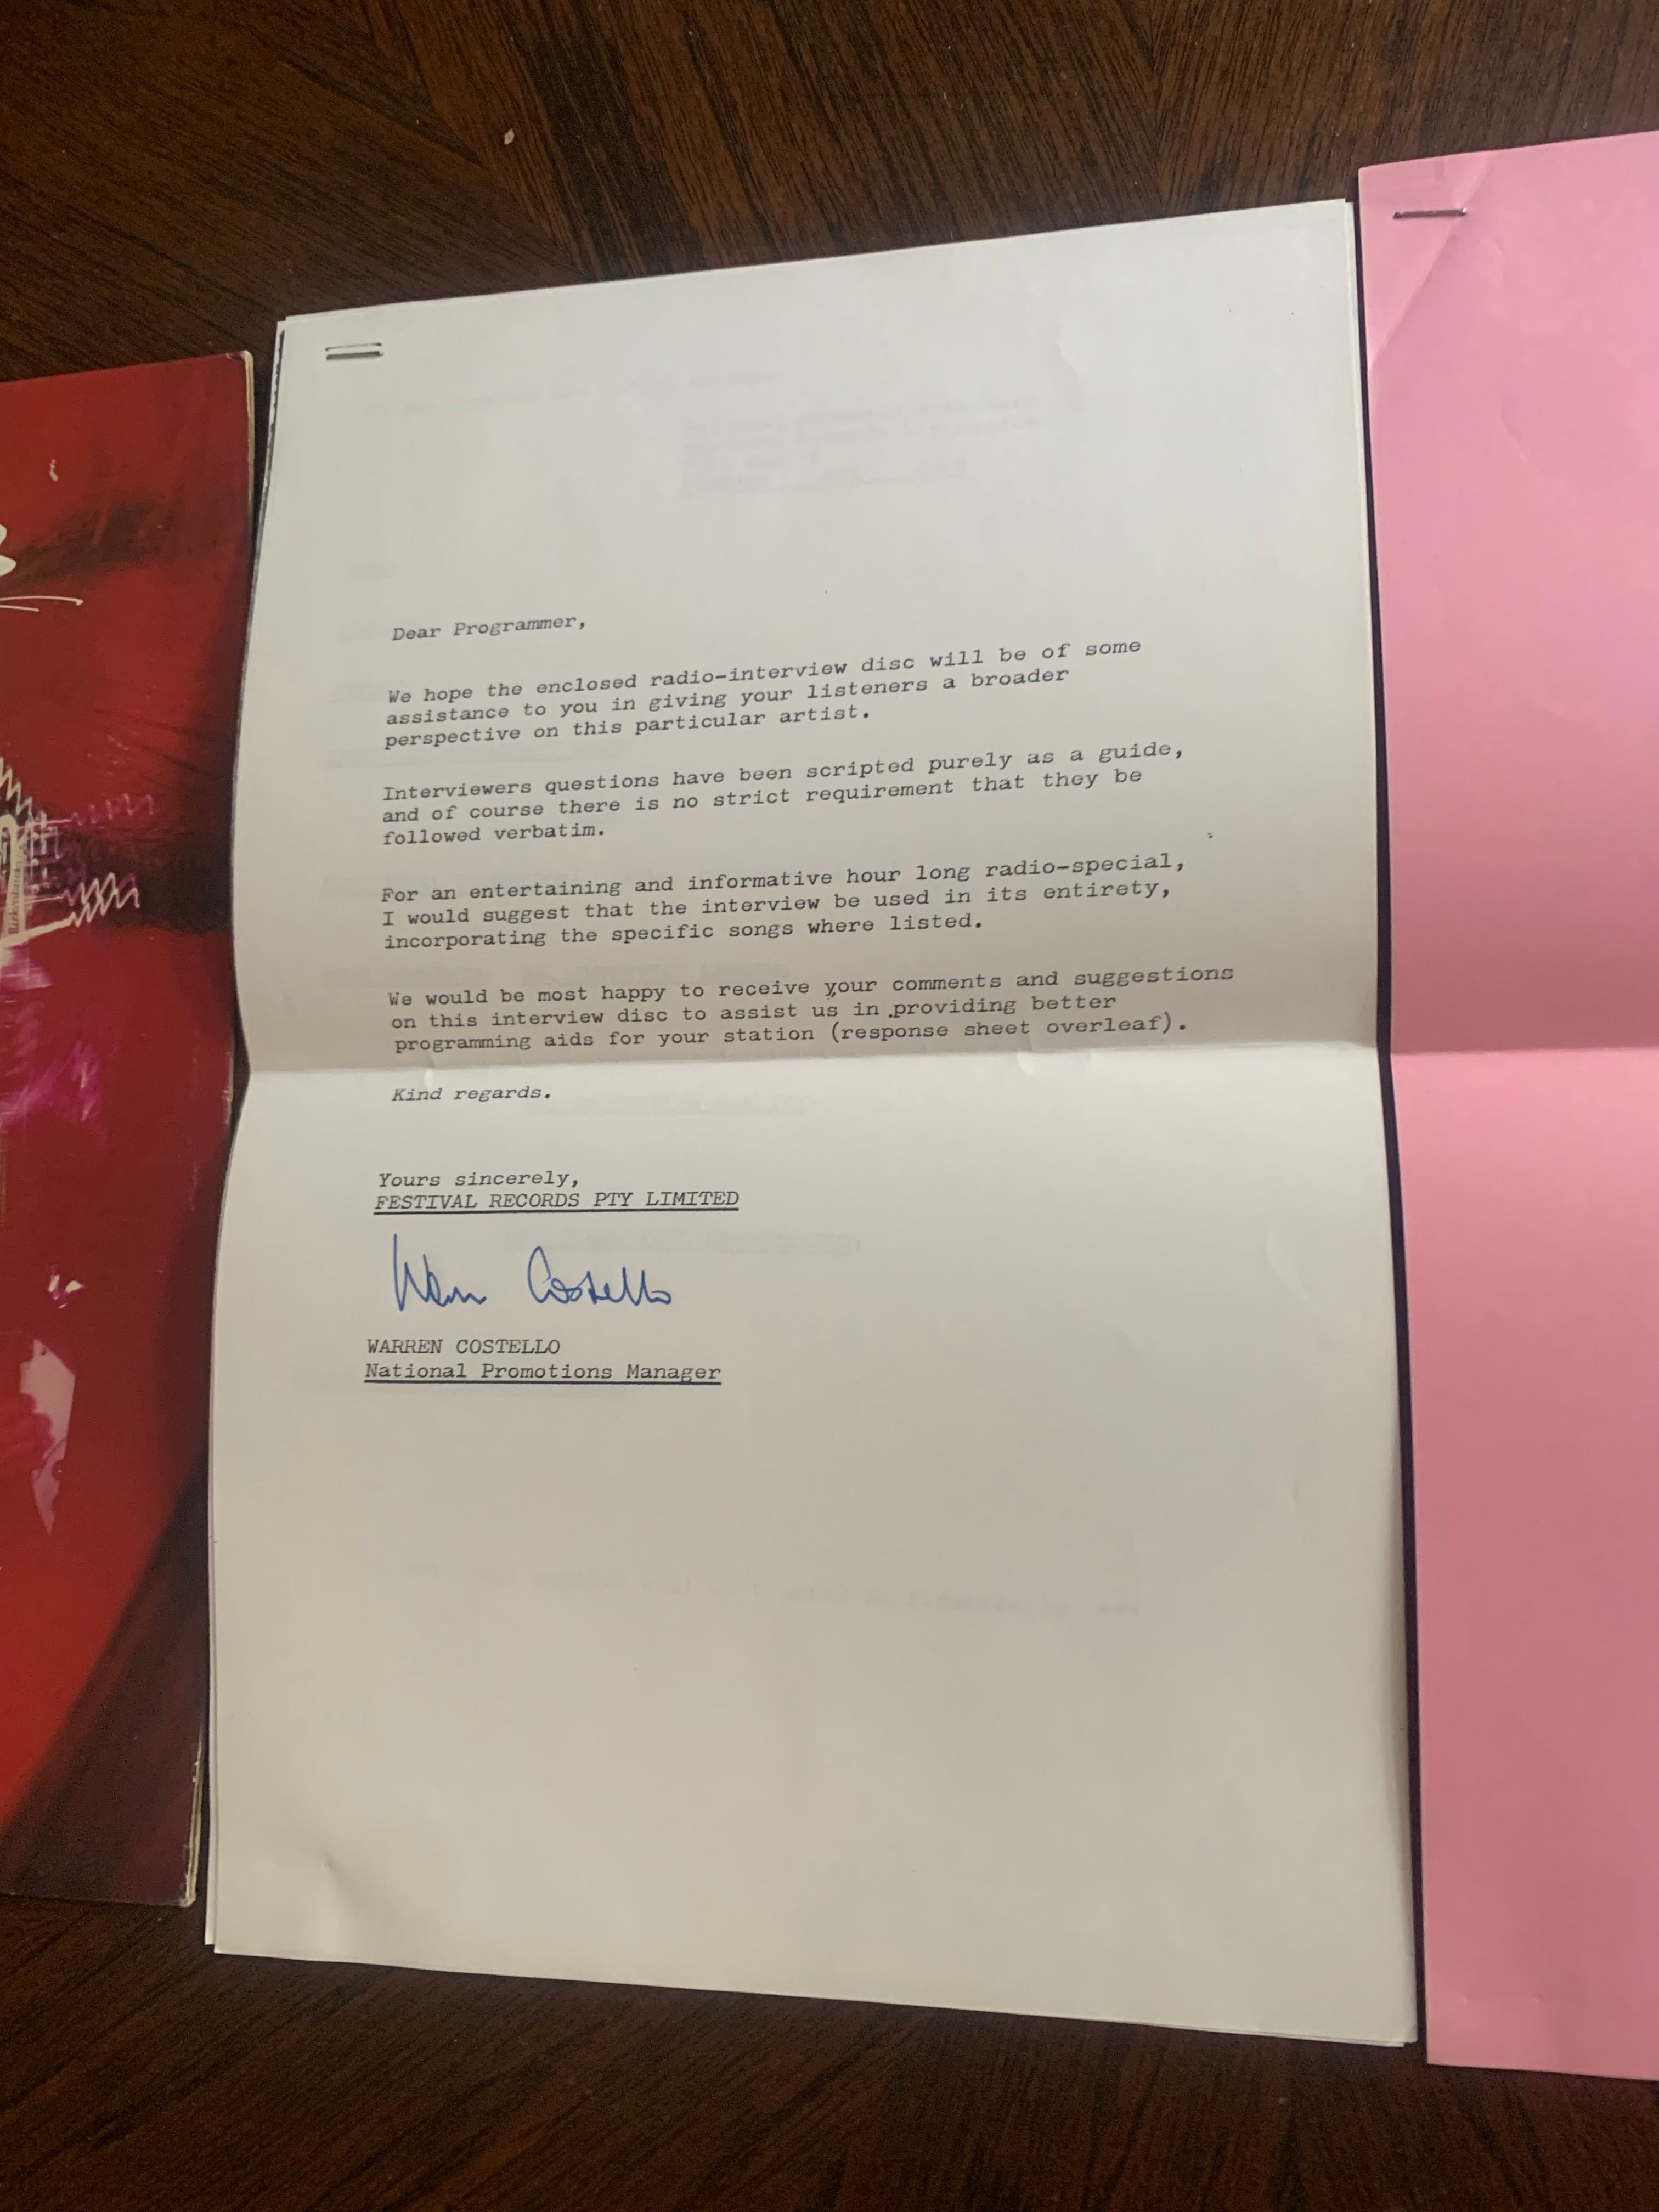 Dear Programmer,
We hope the enclosed radio-interview disc will be of some
assistance to you in giving your listeners a broader
perspective on this particular artist.
Interviewers questions have been scripted purely as a guide,
and of course there is no strict requirement that they be
followed verbatim.
For an entertaining and informative hour long radio-special,
I would suggest that the interview be used in its entirety,
incorporating the specific songs where listed.
We would be most happy to receive your comments and suggestions
on this interview disc to assist us in providing better
programming aids for your station (response sheet overleaf).
Kind regards.
Yours sincerely,
FESTIVAL RECORDS PTY LIMITED
Warren Costello
WARREN COSTELLO
National Promotions Manager